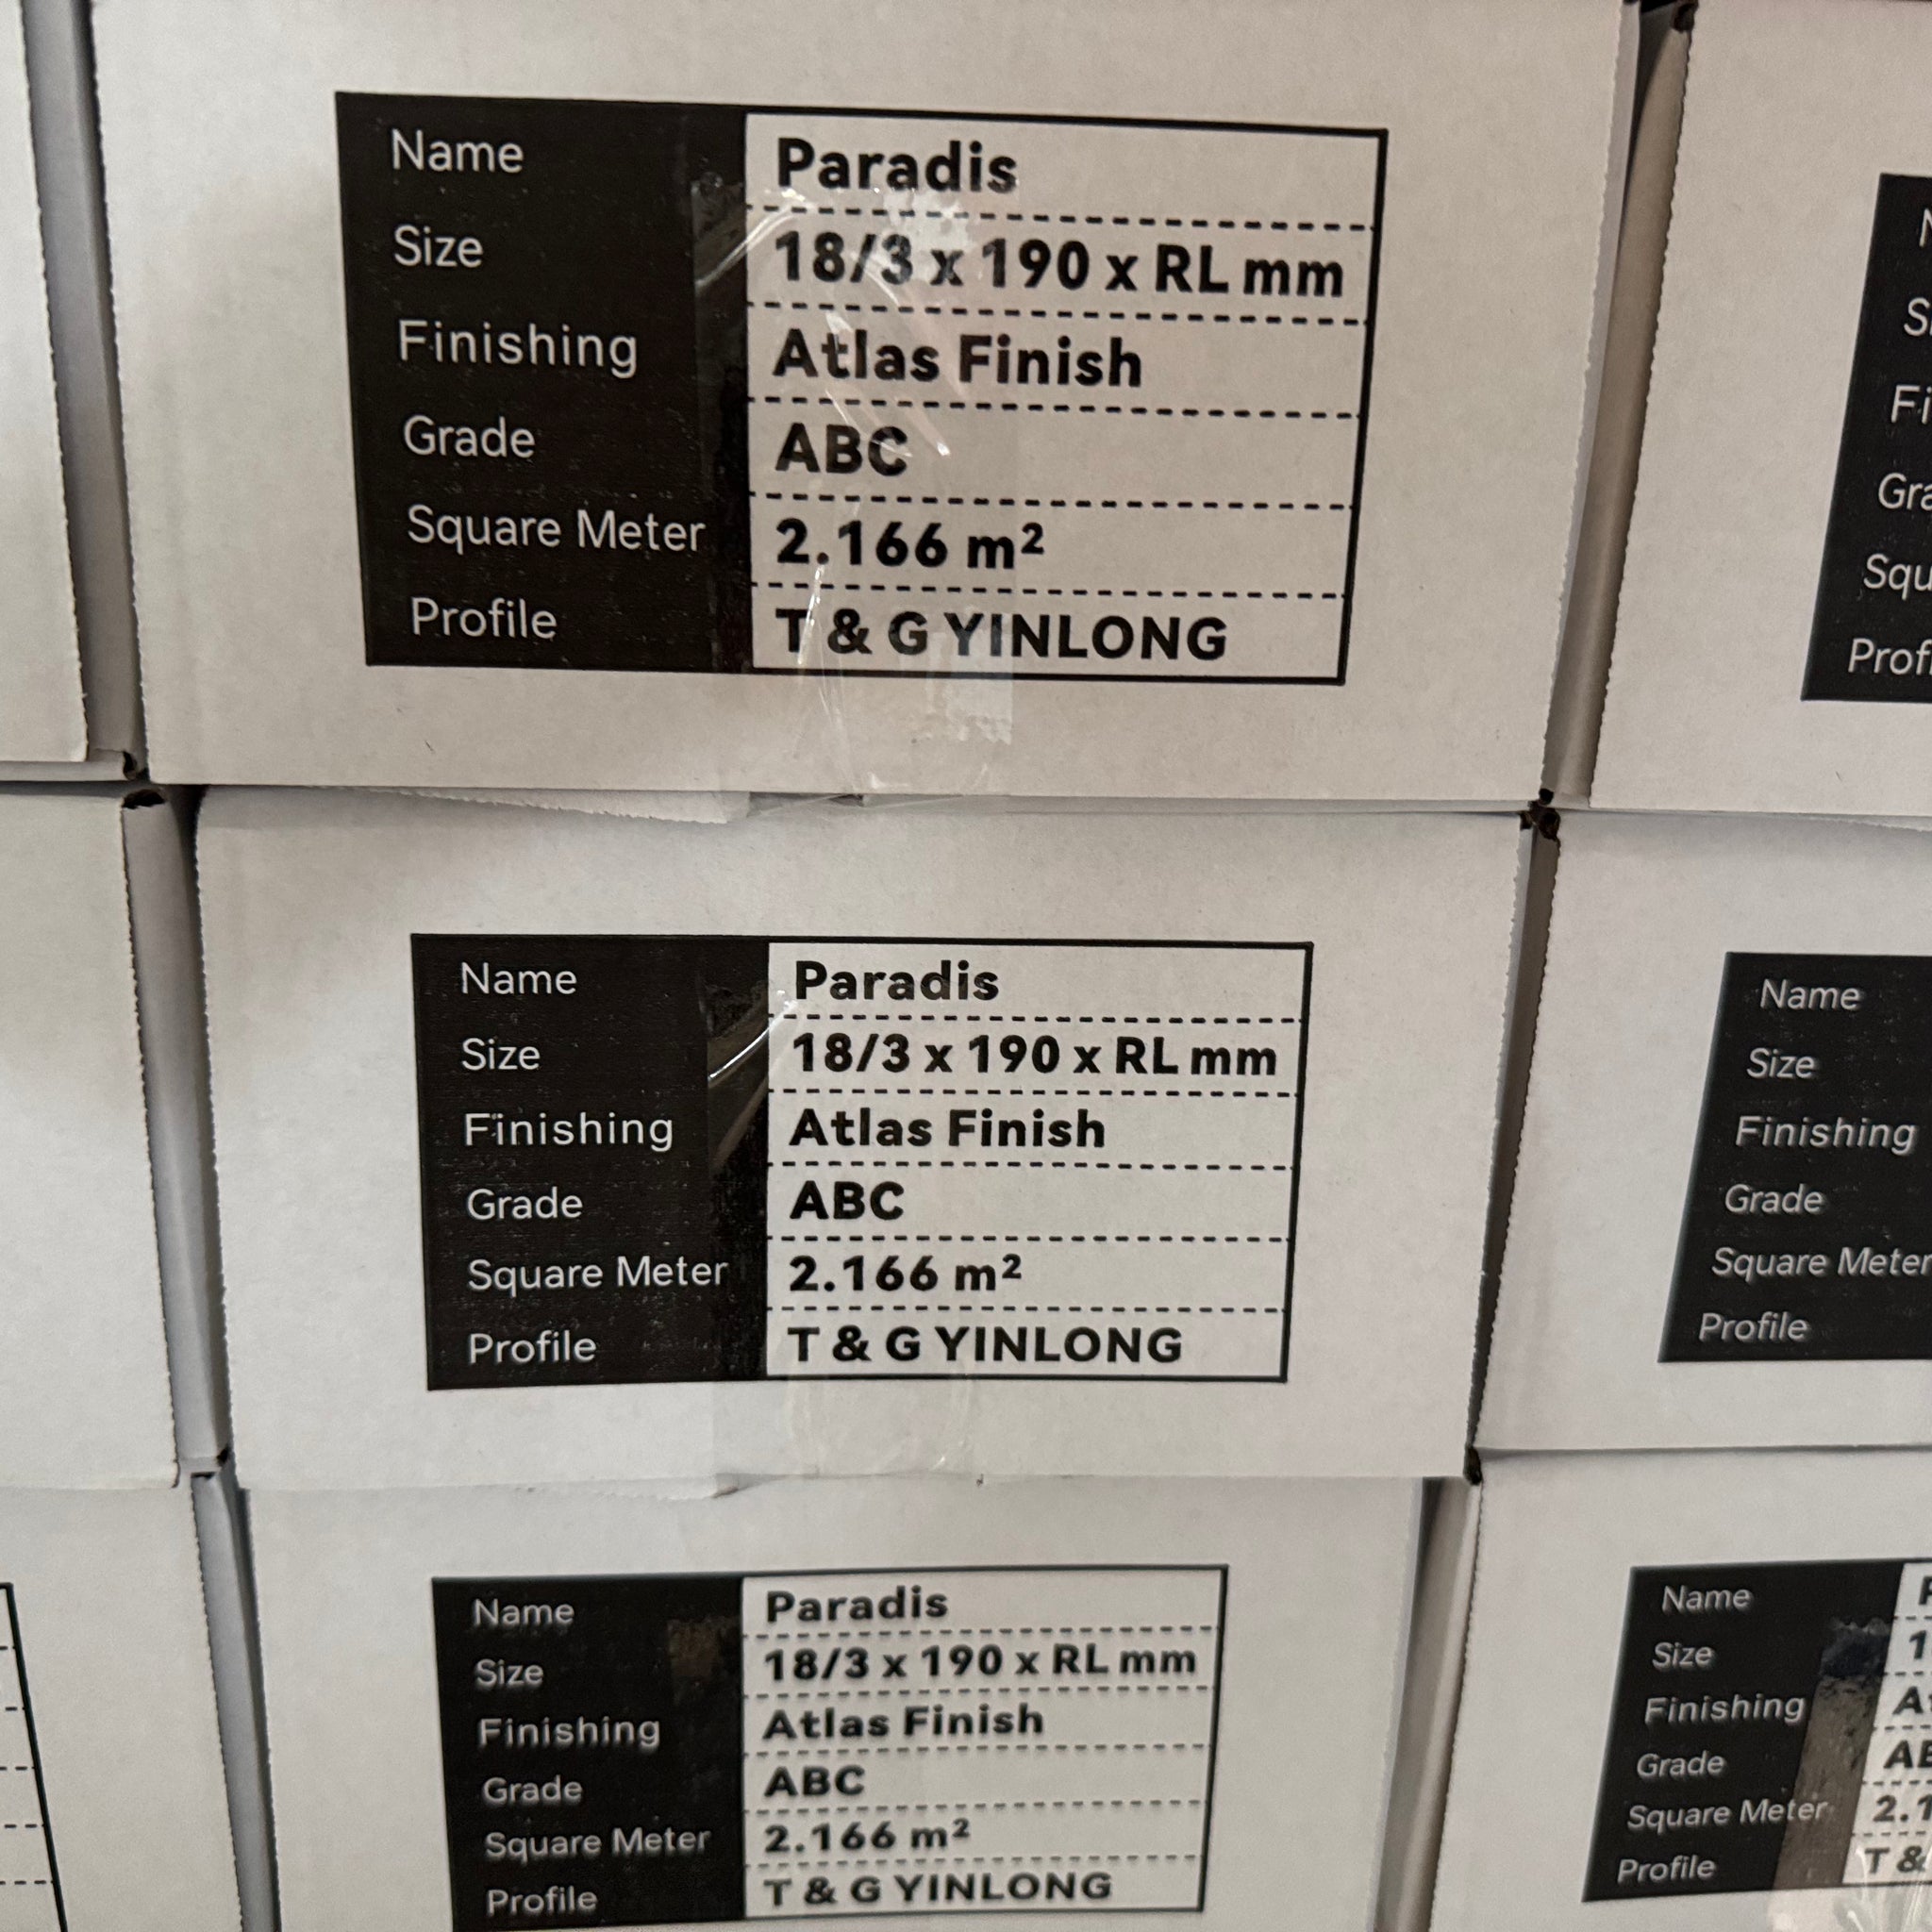 Name Paradis
Size 18/3 x 190 x RL mm
Finishing Atlas Finish
Grade ABC
Square Meter 2.166 m²
Profile T & G YINLONG
Name Paradis
Size 18/3 x 190 x RL mm
Finishing Atlas Finish
Grade ABC
Square Meter 2.166 m²
Profile T & G YINLONG
Name
Size
Finishing
Grade
Square Meter
Profile
Name Paradis
Size 18/3 x 190 x RL mm
Finishing Atlas Finish
Grade ABC
Square Meter 2.166 m²
Profile T & G YINLONG
Name
Size
Finishing
Grade
Square Meter
Profile T &